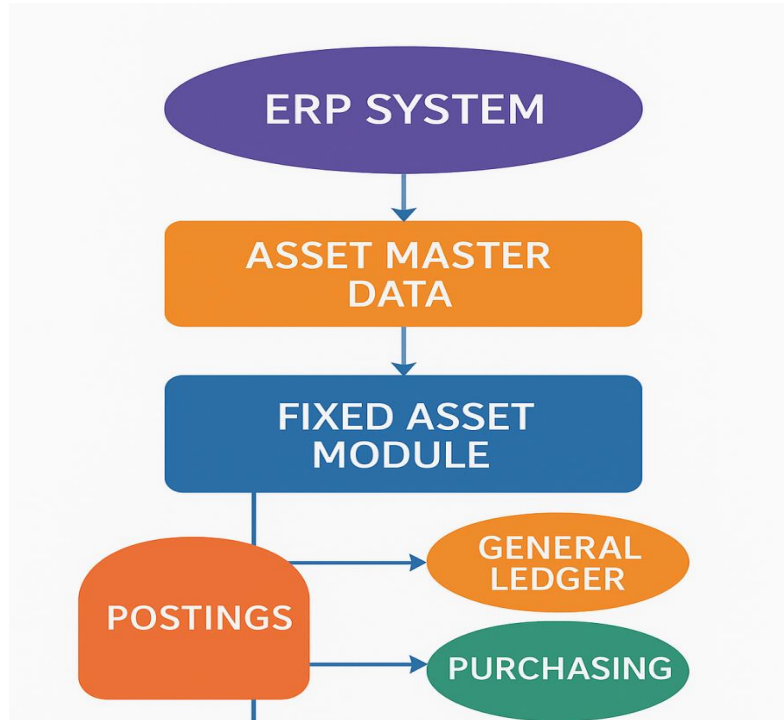 ERP SYSTEM
ASSET MASTER
DATA
FIXED ASSET
MODULE
GENERAL
LEDGER
POSTINGS
PURCHASING